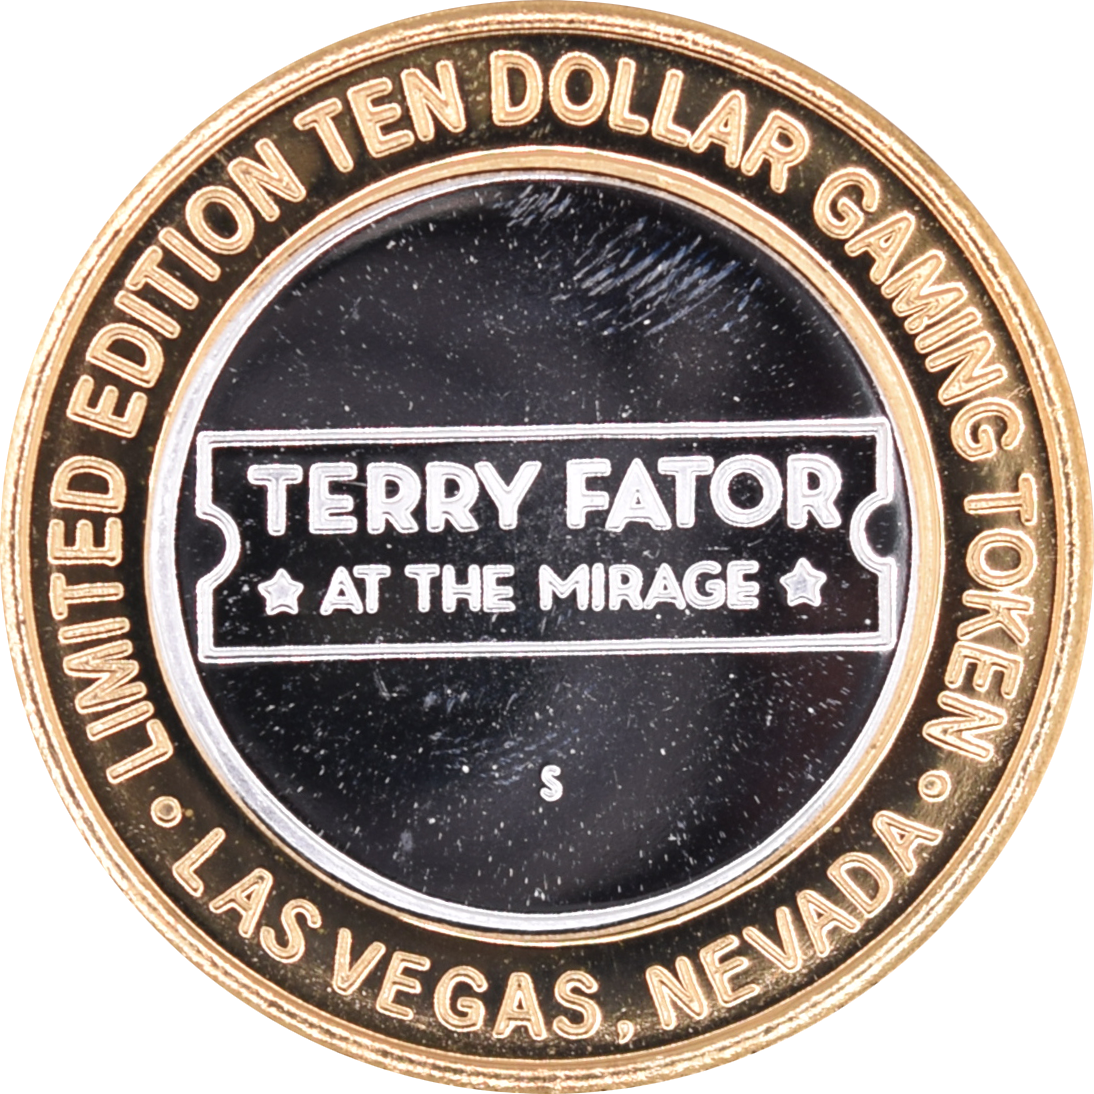 • LIMITED EDITION TEN DOLLAR GAMING TOKEN •
TERRY FATOR
★ AT THE MIRAGE ★
S
LAS VEGAS, NEVADA